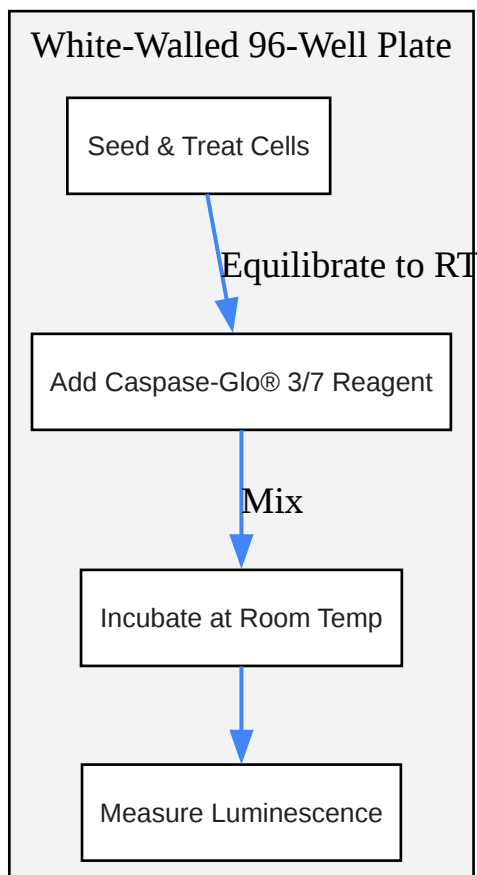 White-Walled 96-Well Plate
Seed & Treat Cells
Equilibrate to RT
Add Caspase-Glo® 3/7 Reagent
Mix
Incubate at Room Temp
Measure Luminescence